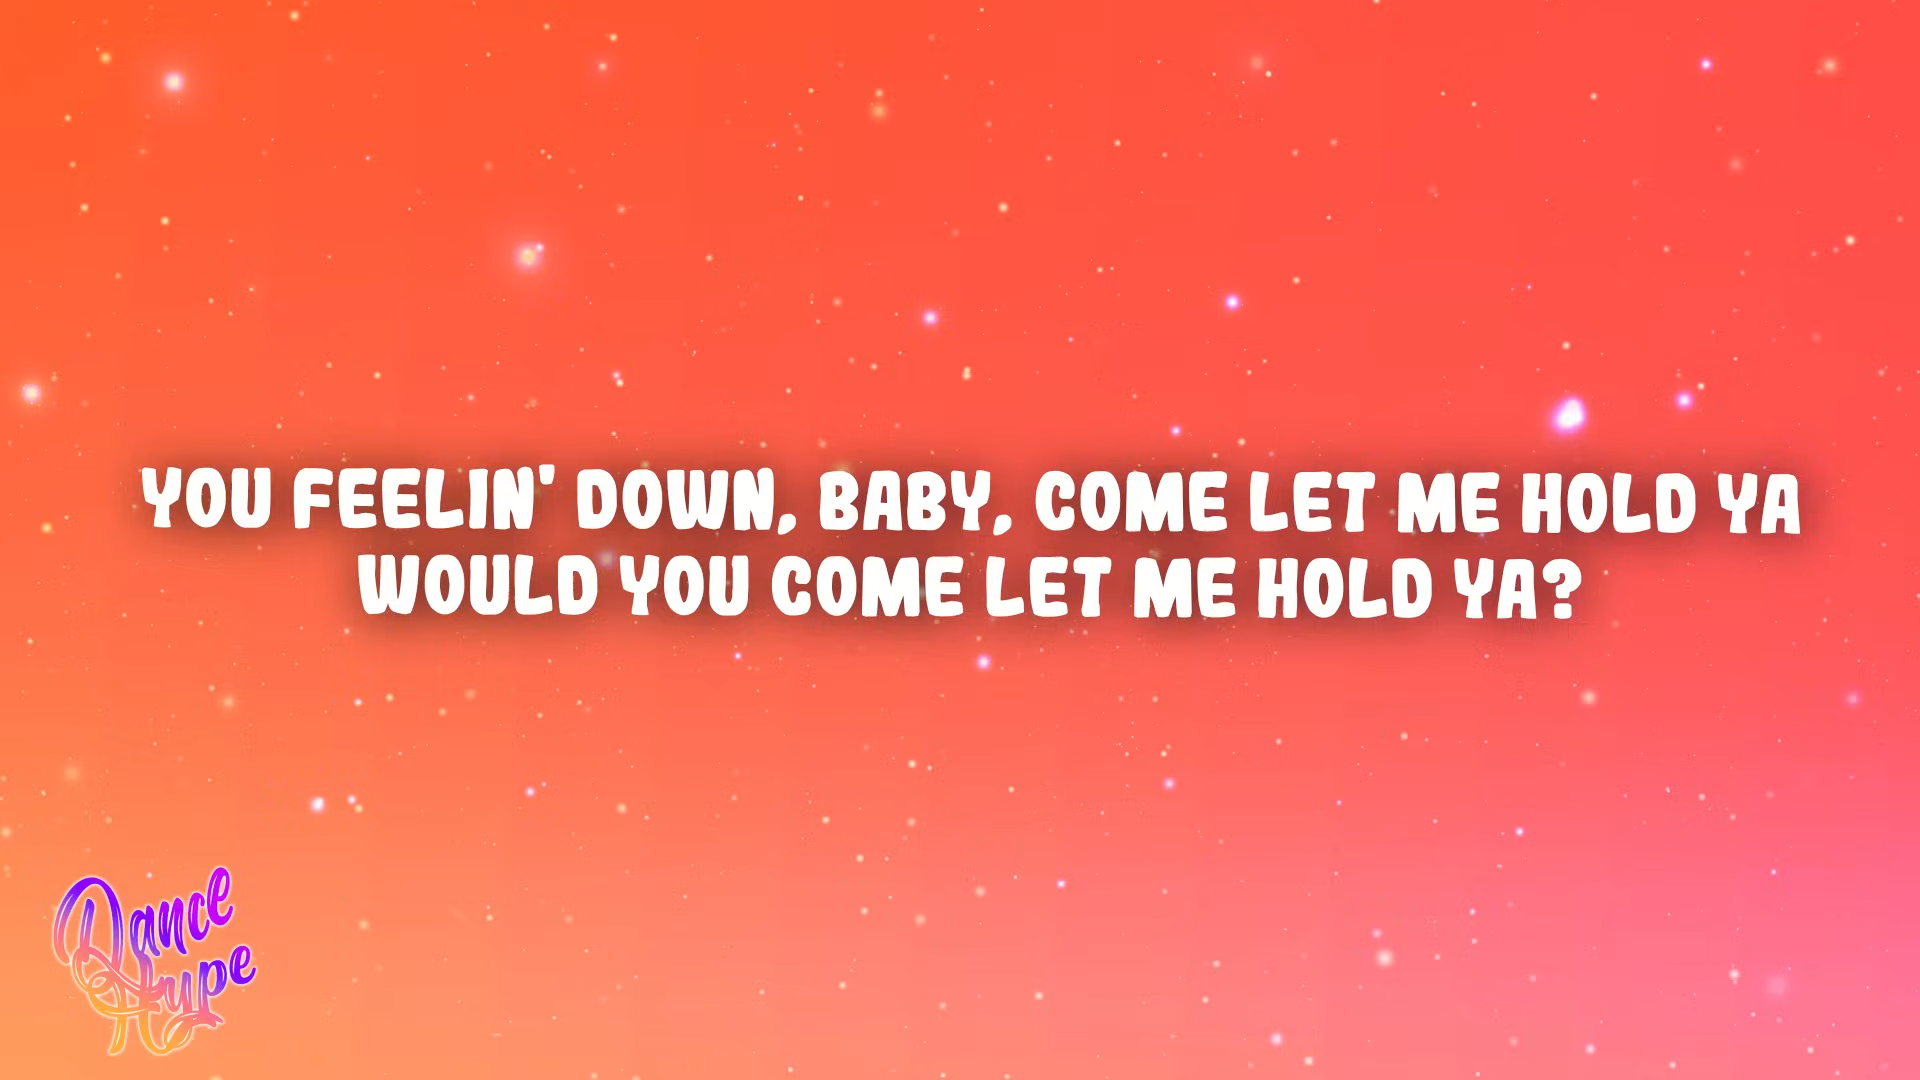 YOU FEELIN' DOWN, BABY, COME LET ME HOLD YA
WOULD YOU COME LET ME HOLD YA?
Dance
Hype